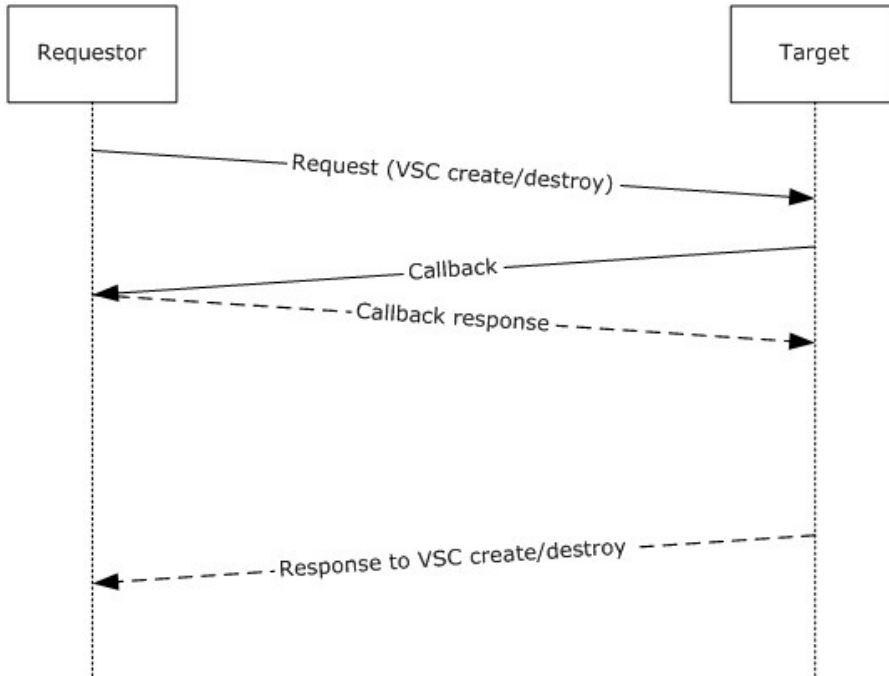 Requestor
Target
Request (VSC create/destroy)
Callback
Callback response
Response to VSC create/destroy